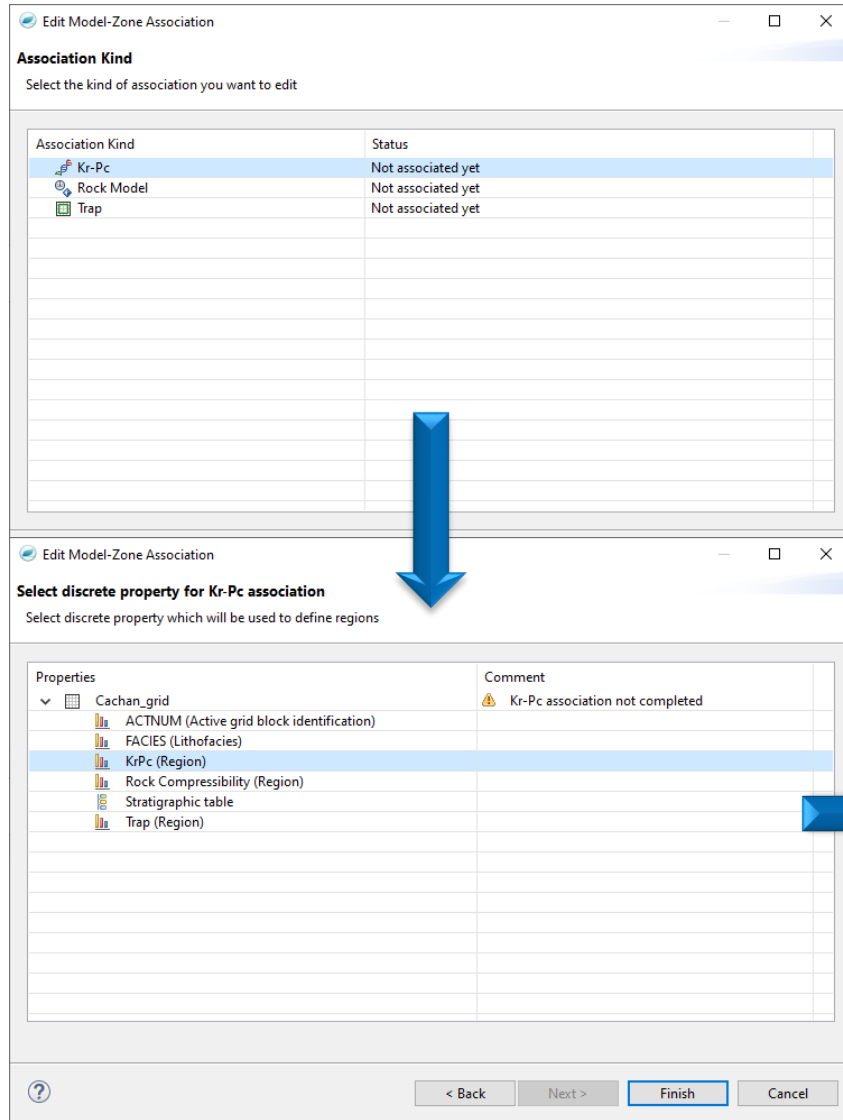 Edit Model-Zone Association
Association Kind
Select the kind of association you want to edit
Association Kind Status
Kr-Pc Not associated yet
Rock Model Not associated yet
Trap Not associated yet
Edit Model-Zone Association
Select discrete property for Kr-Pc association
Select discrete property which will be used to define regions
Properties Comment
Cachan_grid Kr-Pc association not completed
ACTNUM (Active grid block identification)
FACIES (Lithofacies)
KrPc (Region)
Rock Compressibility (Region)
Stratigraphic table
Trap (Region)
? < Back Next > Finish Cancel